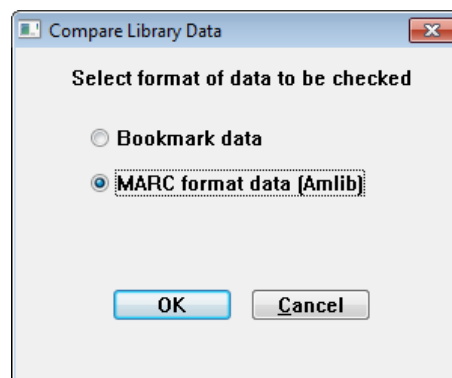 Compare Library Data
Select format of data to be checked
Bookmark data
MARC format data (Amlib)
OK
Cancel